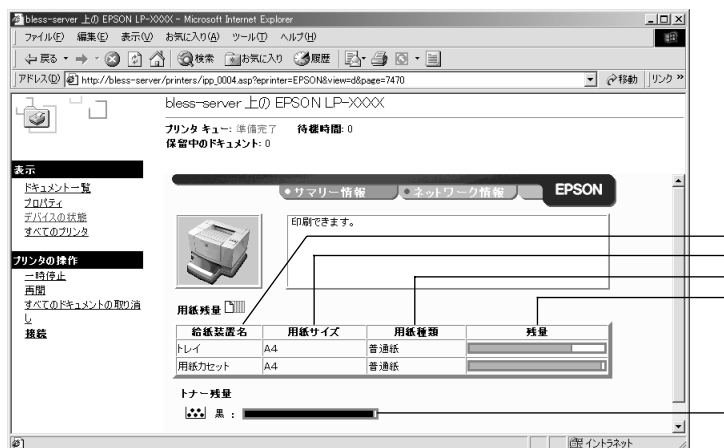 bless-server 上の EPSON LP-XXXX - Microsoft Internet Explorer
ファイル(F) 編集(E) 表示(V) お気に入り(A) ツール(T) ヘルプ(H)
戻る 検索 お気に入り 履歴
アドレス(D) http://bless-server/printers/ipp_0004.asp?eprinter=EPSON&view=d&page=7470 移動 リンク »
bless-server 上の EPSON LP-XXXX
プリンタ キュー: 準備完了 待機時間: 0
保留中のドキュメント: 0
表示
ドキュメント一覧
プロパティ
デバイスの状態
すべてのプリンタ
プリンタの操作
一時停止
再開
すべてのドキュメントの取り消
し
接続
サマリー情報 ネットワーク情報 EPSON
印刷できます。
用紙残量
給紙装置名 用紙サイズ 用紙種類 残量
トレイ A4 普通紙
用紙カセット A4 普通紙
トナー残量
黒 :
イントラネット